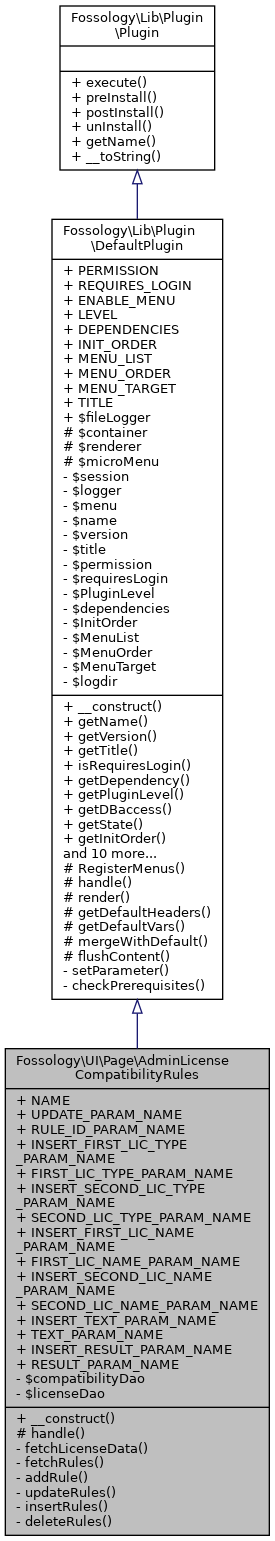 Fossology\Lib\Plugin
\Plugin
+ execute()
+ preInstall()
+ postInstall()
+ unInstall()
+ getName()
+ __toString()
Fossology\Lib\Plugin
\DefaultPlugin
+ PERMISSION
+ REQUIRES_LOGIN
+ ENABLE_MENU
+ LEVEL
+ DEPENDENCIES
+ INIT_ORDER
+ MENU_LIST
+ MENU_ORDER
+ MENU_TARGET
+ TITLE
+ $fileLogger
# $container
# $renderer
# $microMenu
- $session
- $logger
- $menu
- $name
- $version
- $title
- $permission
- $requiresLogin
- $PluginLevel
- $dependencies
- $InitOrder
- $MenuList
- $MenuOrder
- $MenuTarget
- $logdir
+ __construct()
+ getName()
+ getVersion()
+ getTitle()
+ isRequiresLogin()
+ getDependency()
+ getPluginLevel()
+ getDBaccess()
+ getState()
+ getInitOrder()
and 10 more...
# RegisterMenus()
# handle()
# render()
# getDefaultHeaders()
# getDefaultVars()
# mergeWithDefault()
# flushContent()
- setParameter()
- checkPrerequisites()
Fossology\UI\Page\AdminLicense
CompatibilityRules
+ NAME
+ UPDATE_PARAM_NAME
+ RULE_ID_PARAM_NAME
+ INSERT_FIRST_LIC_TYPE
_PARAM_NAME
+ FIRST_LIC_TYPE_PARAM_NAME
+ INSERT_SECOND_LIC_TYPE
_PARAM_NAME
+ SECOND_LIC_TYPE_PARAM_NAME
+ INSERT_FIRST_LIC_NAME
_PARAM_NAME
+ FIRST_LIC_NAME_PARAM_NAME
+ INSERT_SECOND_LIC_NAME
_PARAM_NAME
+ SECOND_LIC_NAME_PARAM_NAME
+ INSERT_TEXT_PARAM_NAME
+ TEXT_PARAM_NAME
+ INSERT_RESULT_PARAM_NAME
+ RESULT_PARAM_NAME
- $compatibilityDao
- $licenseDao
+ __construct()
# handle()
- fetchLicenseData()
- fetchRules()
- addRule()
- updateRules()
- insertRules()
- deleteRules()